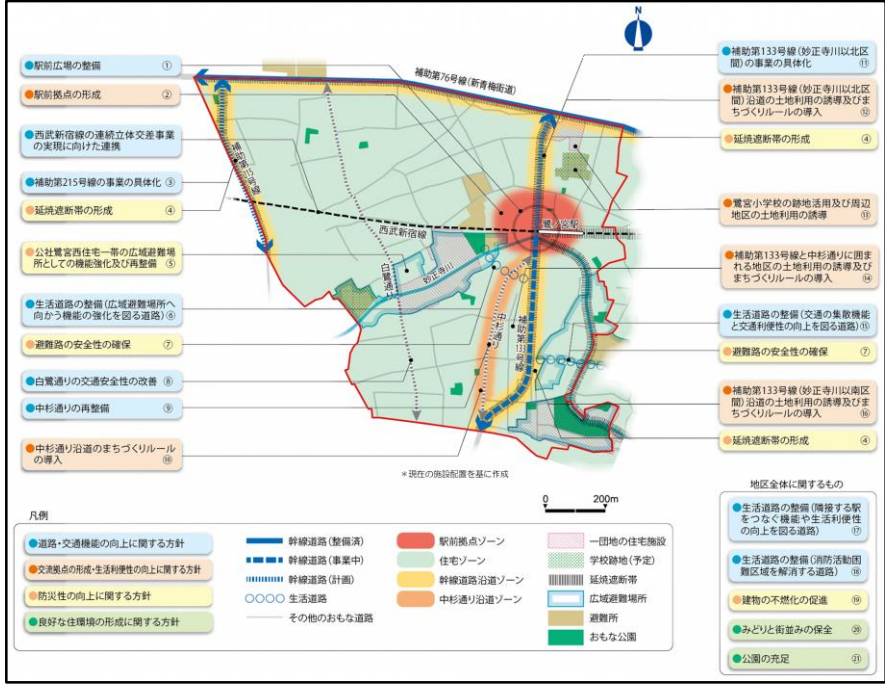 N
●駅前広場の整備 ①
●駅前拠点の形成 ②
●西武新宿線の連続立体交差事業
の実現に向けた連携
●補助第215号線の事業の具体化 ③
●延焼遮断帯の形成 ④
●公社鷺宮西住宅一帯の広域避難場
所としての機能強化及び再整備 ⑤
●生活道路の整備(広域避難場所へ
向かう機能の強化を図る道路) ⑥
●避難路の安全性の確保 ⑦
●白鷺通りの交通安全性の改善 ⑧
●中杉通りの再整備 ⑨
●中杉通り沿道のまちづくりルール
の導入 ⑩
補助第76号線(新青梅街道)
補助第215号線
西武新宿線
鷺ノ宮駅
白鷺通り
妙正寺川
中杉通り
補助第133号線
*現在の施設配置を基に作成
0 200m
●補助第133号線(妙正寺川以北区
間)の事業の具体化 ⑪
●補助第133号線(妙正寺川以北区
間)沿道の土地利用の誘導及びま
ちづくりルールの導入 ⑫
●延焼遮断帯の形成 ④
●鷺宮小学校の跡地活用及び周辺
地区の土地利用の誘導 ⑬
●補助第133号線と中杉通りに囲ま
れる地区の土地利用の誘導及び
まちづくりルールの導入 ⑭
●生活道路の整備(交通の集散機能
と交通利便性の向上を図る道路) ⑮
●避難路の安全性の確保 ⑦
●補助第133号線(妙正寺川以南区
間)沿道の土地利用の誘導及びま
ちづくりルールの導入 ⑯
●延焼遮断帯の形成 ④
地区全体に関するもの
●生活道路の整備(隣接する駅
をつなぐ機能や生活利便性
の向上を図る道路) ⑰
●生活道路の整備(消防活動困
難区域を解消する道路) ⑱
●建物の不燃化の促進 ⑲
●みどりと街並みの保全 ⑳
●公園の充足 ㉑
凡例
●道路・交通機能の向上に関する方針
●交流拠点の形成・生活利便性の向上に関する方針
●防災性の向上に関する方針
●良好な住環境の形成に関する方針
幹線道路(整備済)
幹線道路(事業中)
幹線道路(計画)
生活道路
その他のおもな道路
駅前拠点ゾーン
住宅ゾーン
幹線道路沿道ゾーン
中杉通り沿道ゾーン
一団地の住宅施設
学校跡地(予定)
延焼遮断帯
広域避難場所
避難所
おもな公園